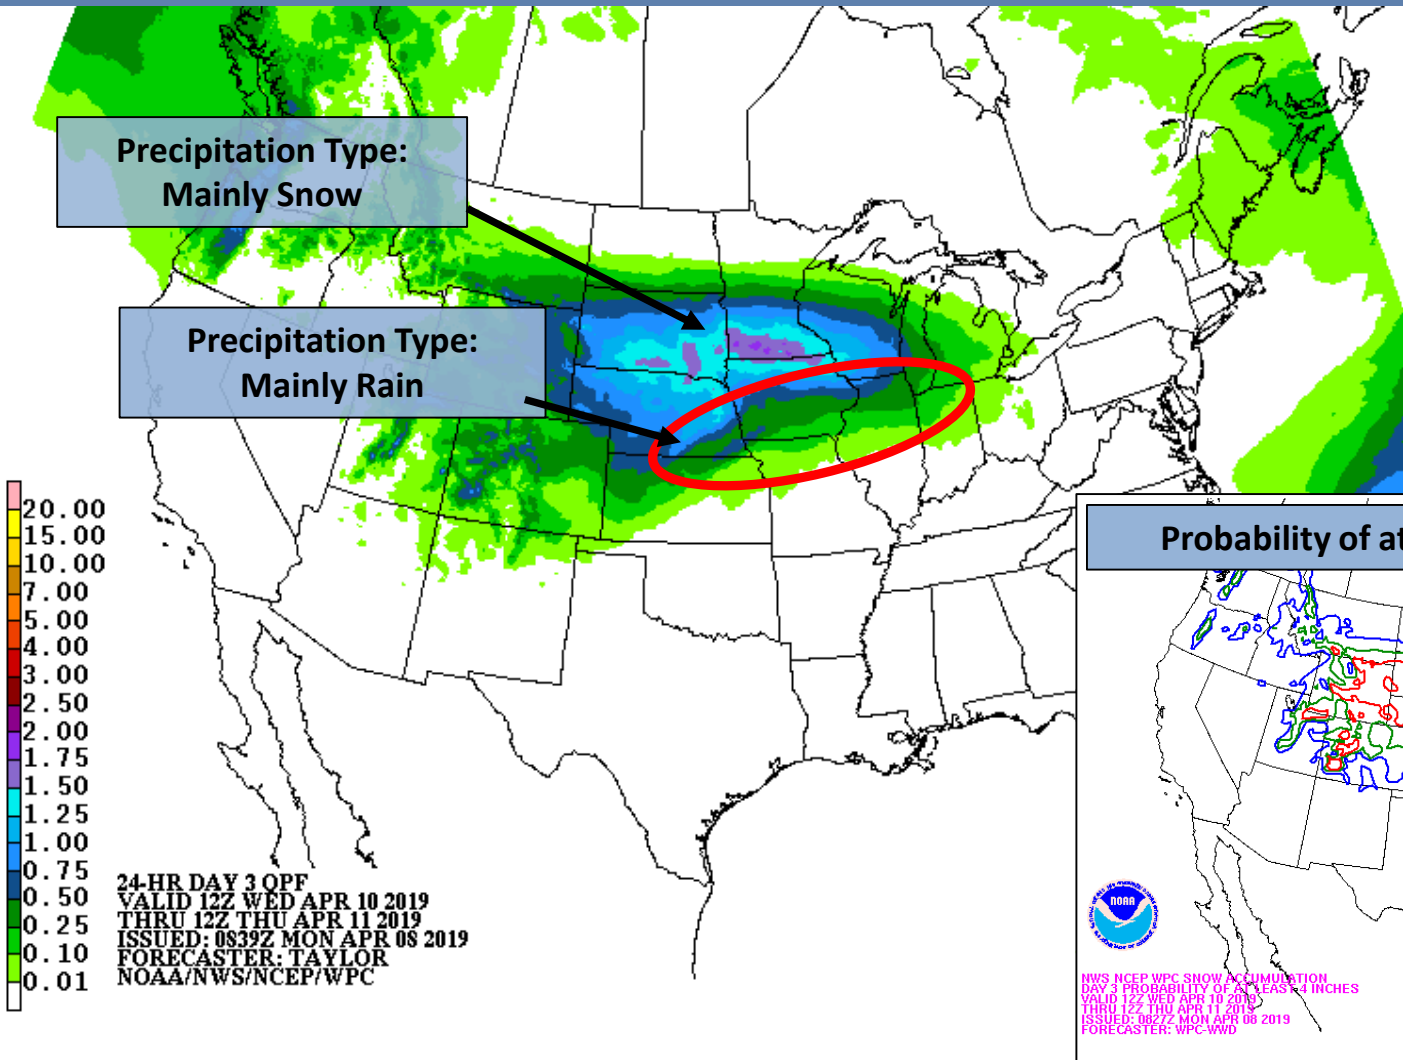 Precipitation Type:
Mainly Snow
Precipitation Type:
Mainly Rain
20.00
15.00
10.00
7.00
5.00
4.00
3.00
2.50
2.00
1.75
1.50
1.25
1.00
0.75
0.50
0.25
0.10
0.01
24-HR DAY 3 QPF
VALID 12Z WED APR 10 2019
THRU 12Z THU APR 11 2019
ISSUED: 0839Z MON APR 08 2019
FORECASTER: TAYLOR
NOAA/NWS/NCEP/WPC
Probability of at
NOAA
NWS NCEP WPC SNOW ACCUMULATION
DAY 3 PROBABILITY OF AT LEAST 4 INCHES
VALID 12Z WED APR 10 2019
THRU 12Z THU APR 11 2019
ISSUED: 0827Z MON APR 08 2019
FORECASTER: WPC-WWD